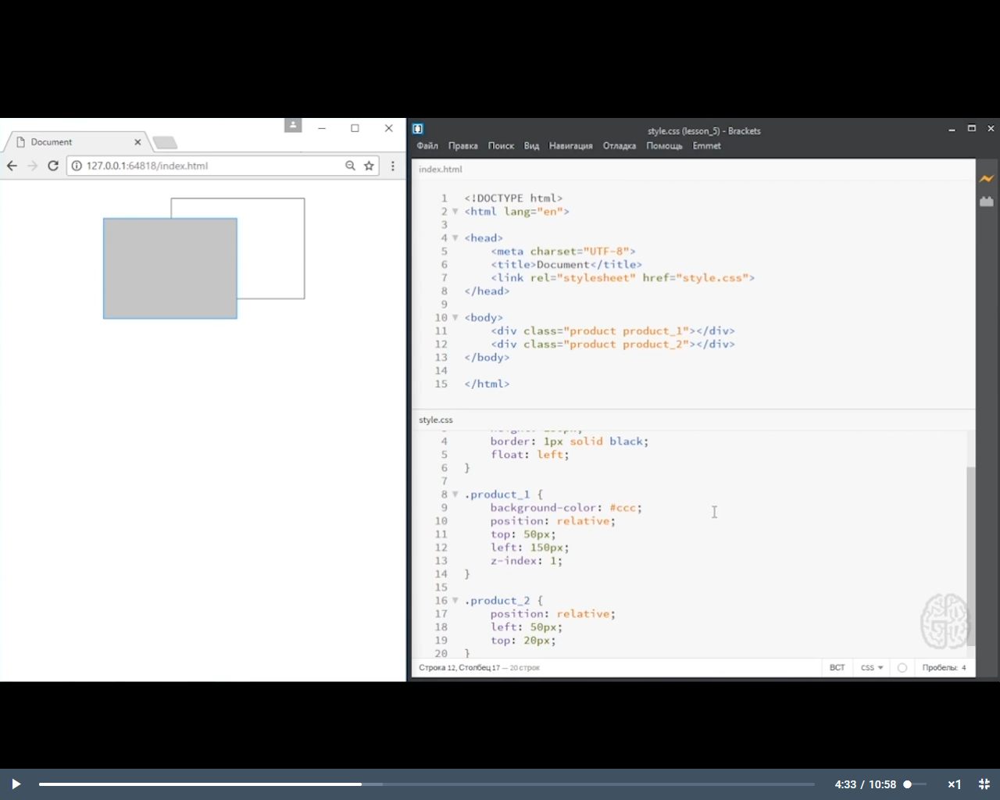 Document
127.0.0.1:64818/index.html
style.css (lesson_5) - Brackets
Файл Правка Поиск Вид Навигация Отладка Помощь Emmet
index.html
1 <!DOCTYPE html>
2 <html lang="en">
3
4 <head>
5 <meta charset="UTF-8">
6 <title>Document</title>
7 <link rel="stylesheet" href="style.css">
8 </head>
9
10 <body>
11 <div class="product product_1"></div>
12 <div class="product product_2"></div>
13 </body>
14
15 </html>
style.css
4 border: 1px solid black;
5 float: left;
6 }
7
8 .product_1 {
9 background-color: #ccc;
10 position: relative;
11 top: 50px;
12 left: 150px;
13 z-index: 1;
14 }
15
16 .product_2 {
17 position: relative;
18 left: 50px;
19 top: 20px;
20 }
Строка 12, Столбец 17 — 20 строк
ВСТ CSS Пробелы: 4
4:33 / 10:58 ×1